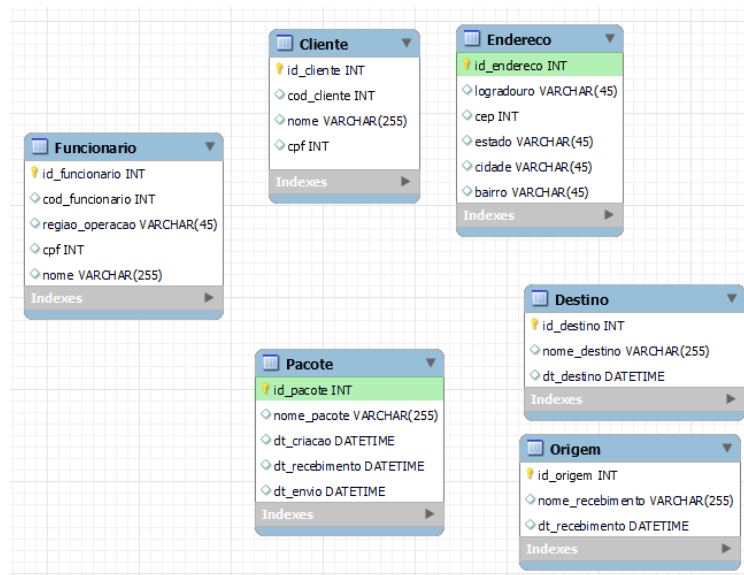 Cliente
id_cliente INT
cod_cliente INT
nome VARCHAR(255)
cpf INT
Indexes
Endereco
id_endereco INT
logradouro VARCHAR(45)
cep INT
estado VARCHAR(45)
cidade VARCHAR(45)
bairro VARCHAR(45)
Indexes
Funcionario
id_funcionario INT
cod_funcionario INT
regiao_operacao VARCHAR(45)
cpf INT
nome VARCHAR(255)
Indexes
Destino
id_destino INT
nome_destino VARCHAR(255)
dt_destino DATETIME
Indexes
Pacote
id_pacote INT
nome_pacote VARCHAR(255)
dt_criacao DATETIME
dt_recebimento DATETIME
dt_envio DATETIME
Indexes
Origem
id_origem INT
nome_recebimento VARCHAR(255)
dt_recebimento DATETIME
Indexes